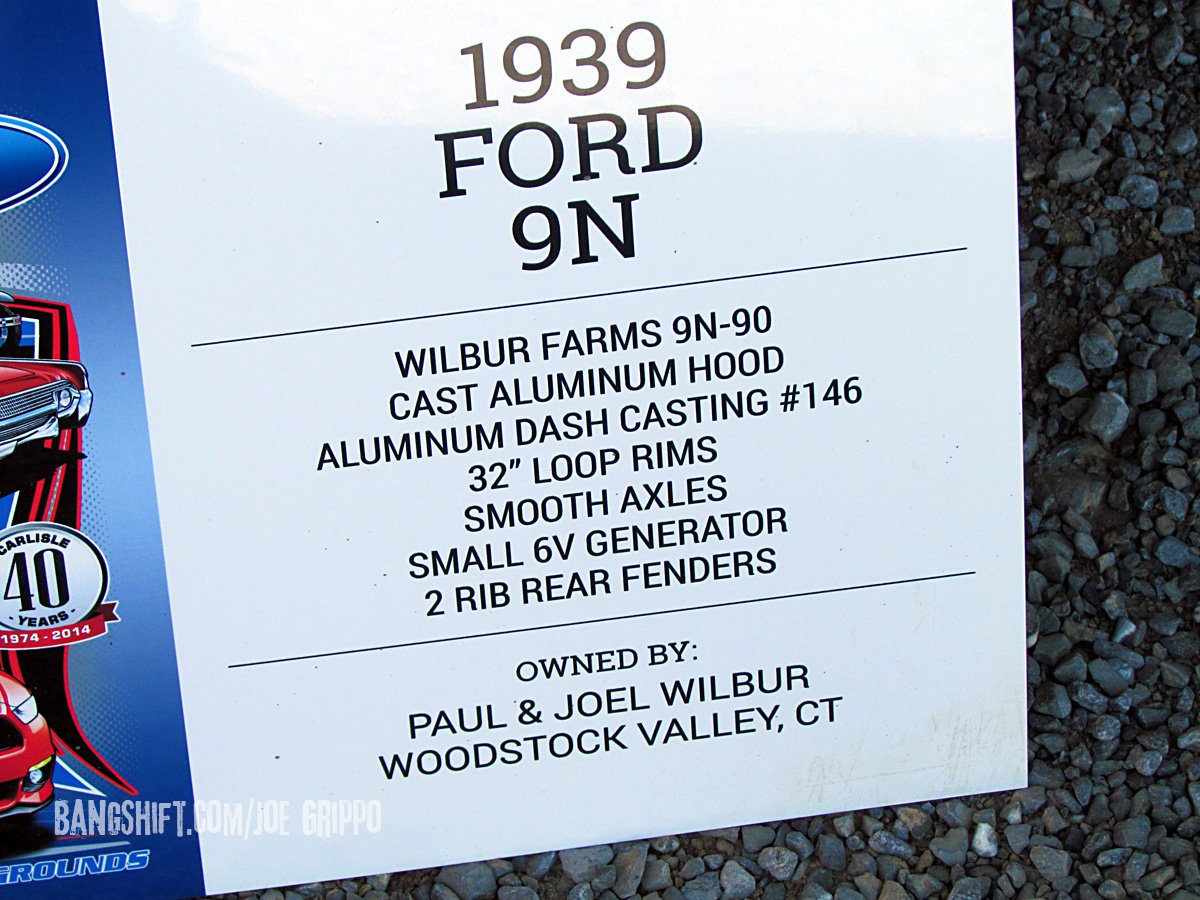 1939
FORD
9N
WILBUR FARMS 9N-90
CAST ALUMINUM HOOD
ALUMINUM DASH CASTING #146
32” LOOP RIMS
SMOOTH AXLES
SMALL 6V GENERATOR
2 RIB REAR FENDERS
OWNED BY:
PAUL & JOEL WILBUR
WOODSTOCK VALLEY, CT
CARLISLE
40
- YEARS -
1974 - 2014
BANGSHIFT.COM/JOE GRIPPO